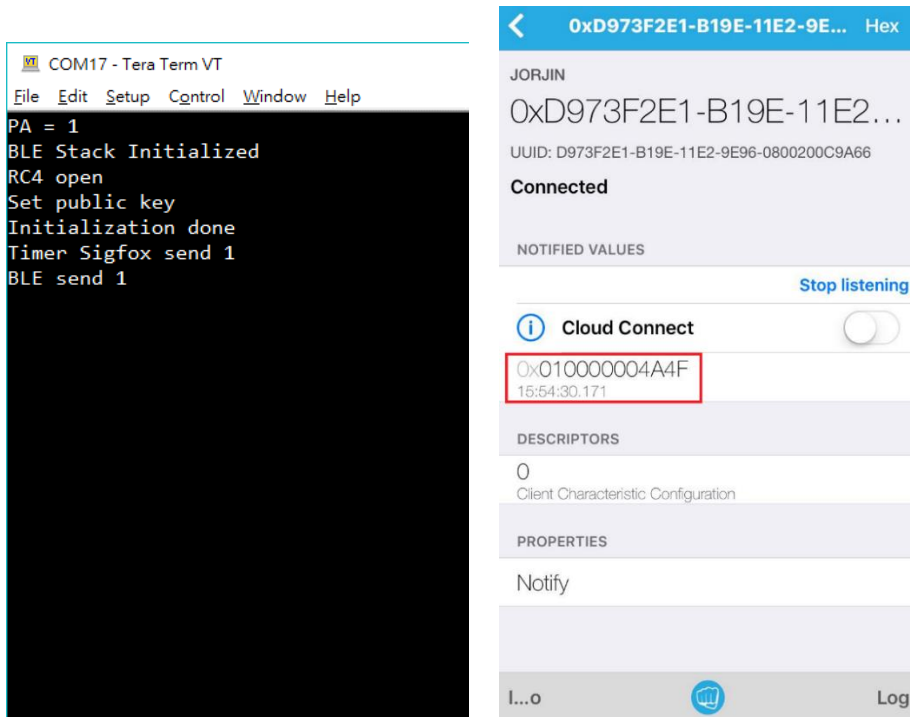 COM17 - Tera Term VT
File Edit Setup Control Window Help
PA = 1
BLE Stack Initialized
RC4 open
Set public key
Initialization done
Timer Sigfox send 1
BLE send 1
0xD973F2E1-B19E-11E2-9E... Hex
JORJIN
0xD973F2E1-B19E-11E2...
UUID: D973F2E1-B19E-11E2-9E96-0800200C9A66
Connected
NOTIFIED VALUES
Stop listening
Cloud Connect
0x010000004A4F
15:54:30.171
DESCRIPTORS
0
Client Characteristic Configuration
PROPERTIES
Notify
I...o Log